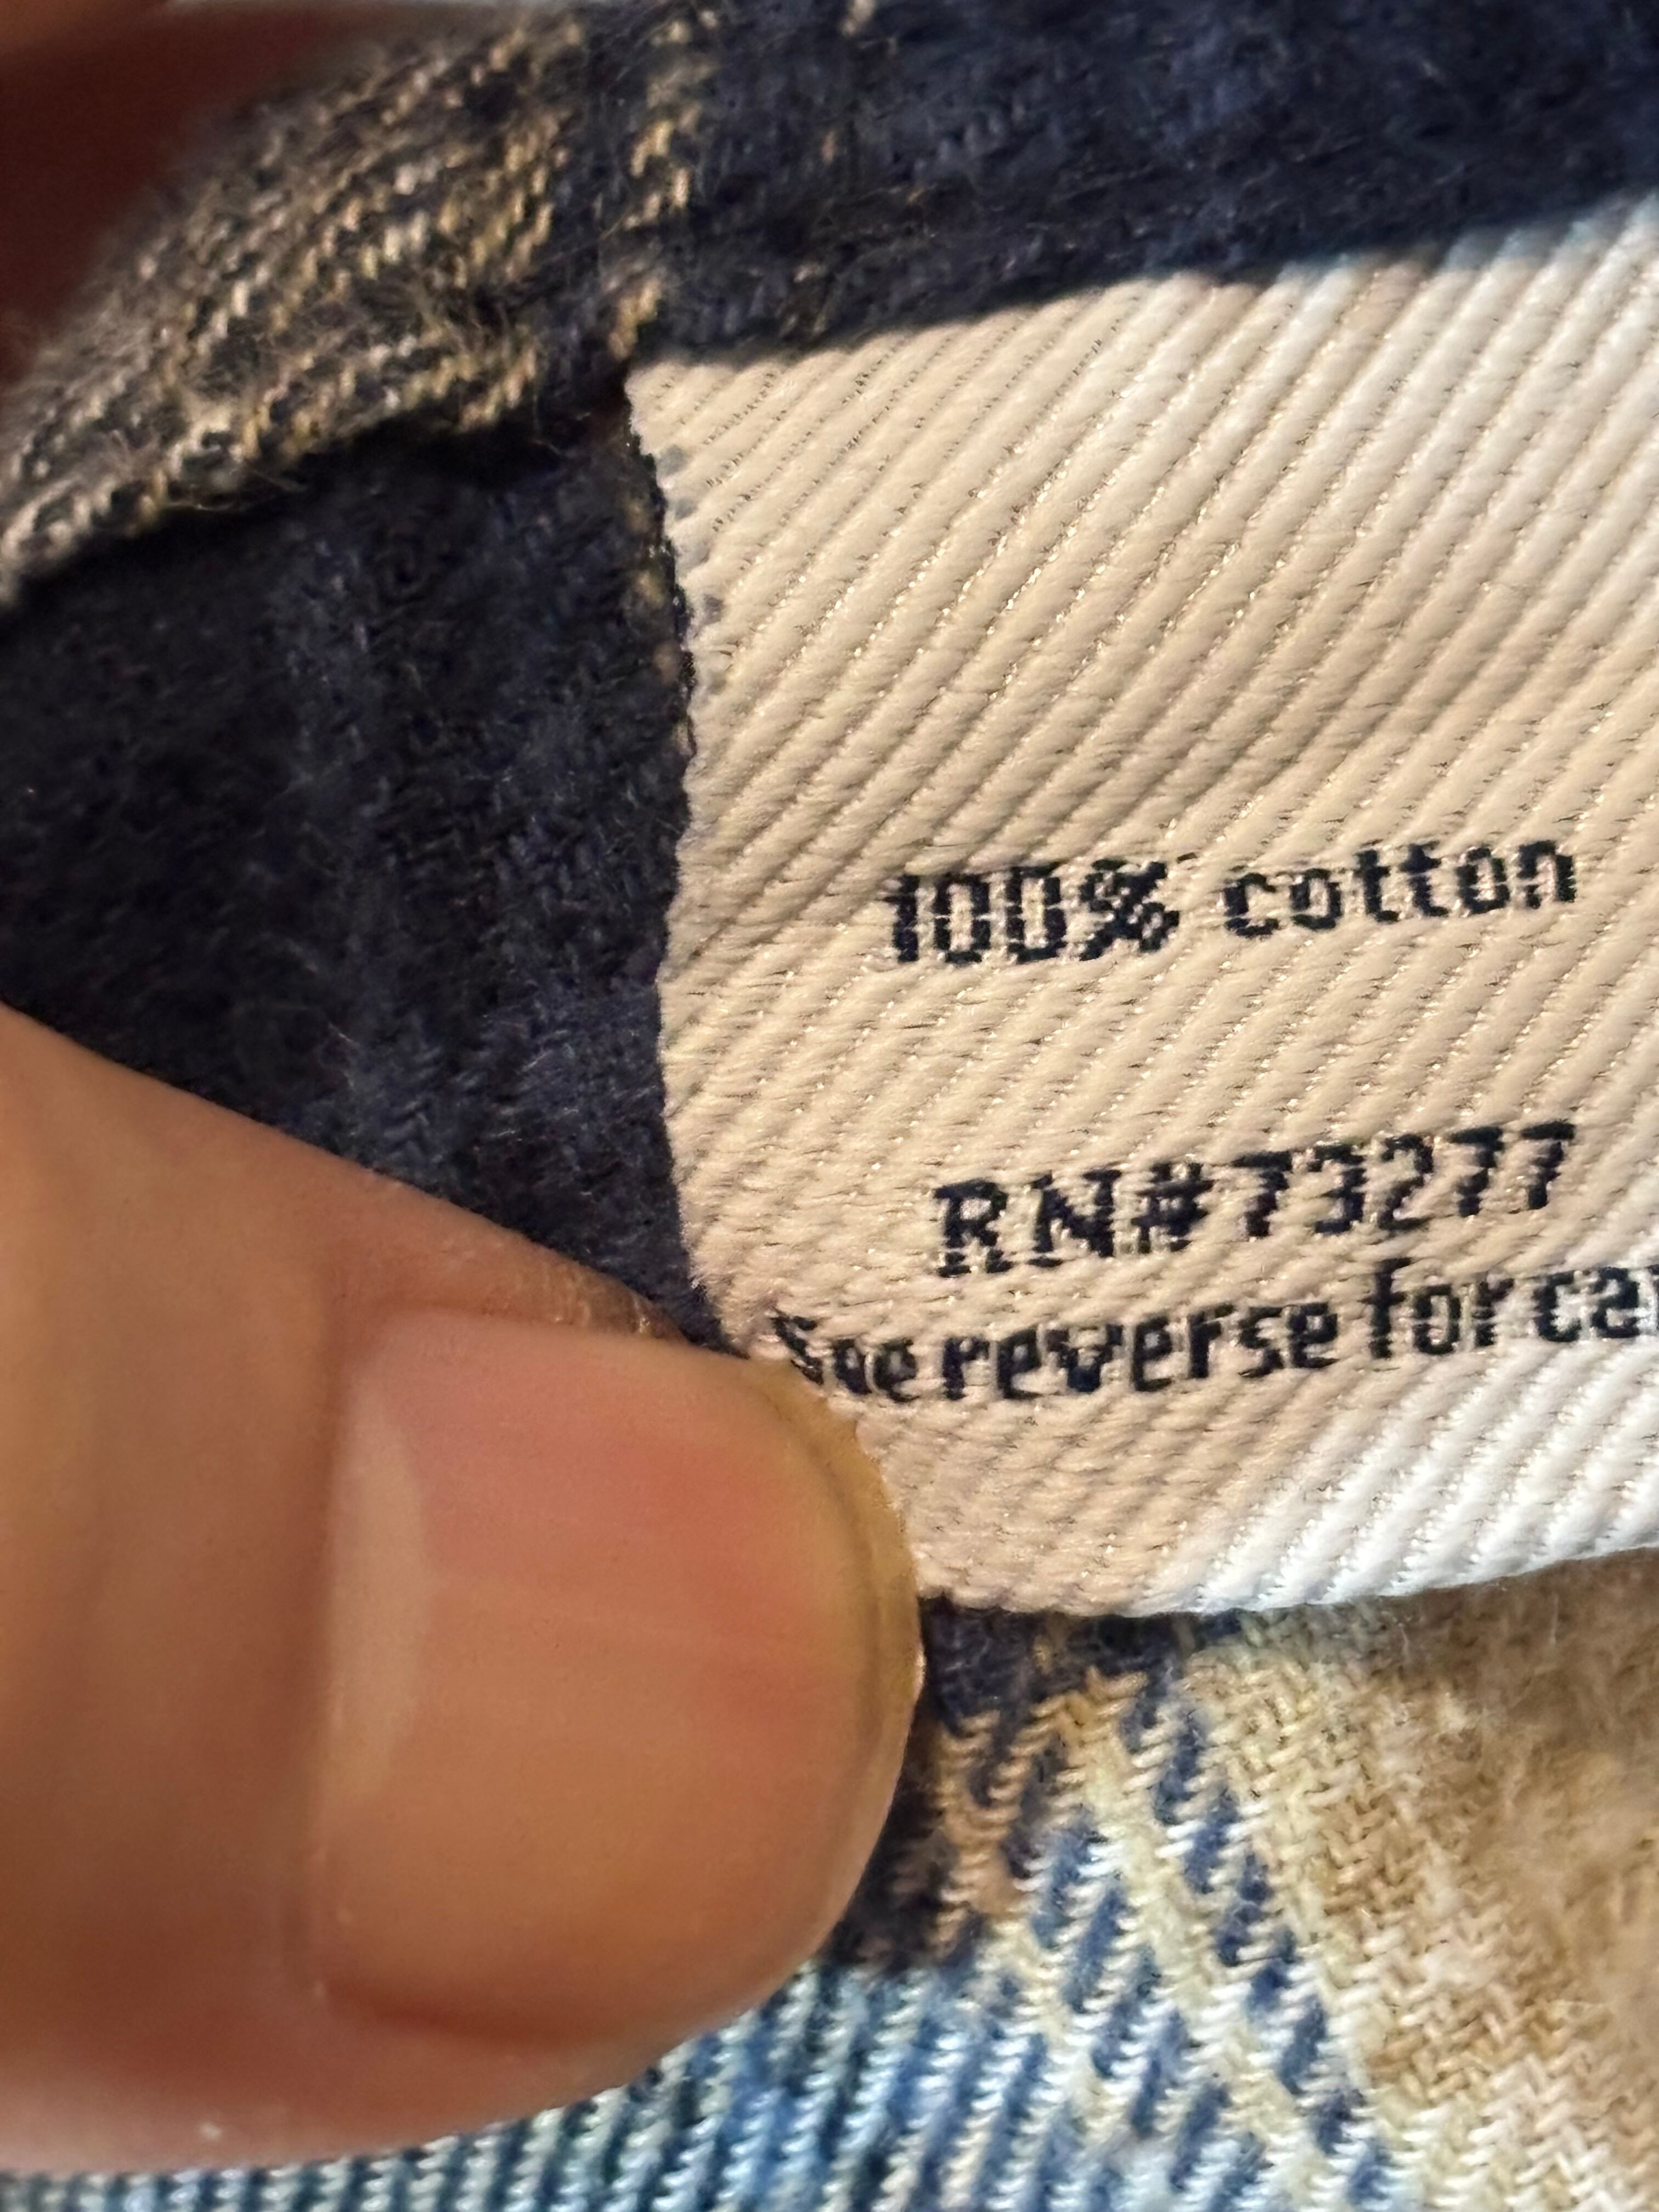 100% cotton
RN#73277
See reverse for